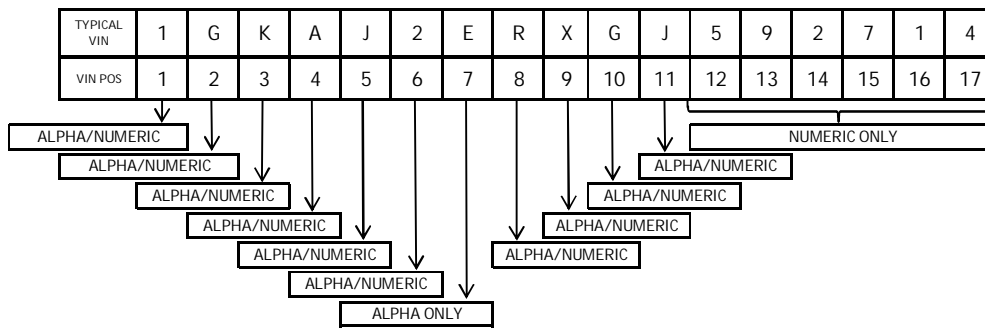 TYPICAL VIN 1 G K A J 2 E R X G J 5 9 2 7 1 4
VIN POS 1 2 3 4 5 6 7 8 9 10 11 12 13 14 15 16 17
ALPHA/NUMERIC NUMERIC ONLY
ALPHA/NUMERIC ALPHA/NUMERIC
ALPHA/NUMERIC ALPHA/NUMERIC
ALPHA/NUMERIC ALPHA/NUMERIC
ALPHA/NUMERIC ALPHA/NUMERIC
ALPHA/NUMERIC
ALPHA ONLY